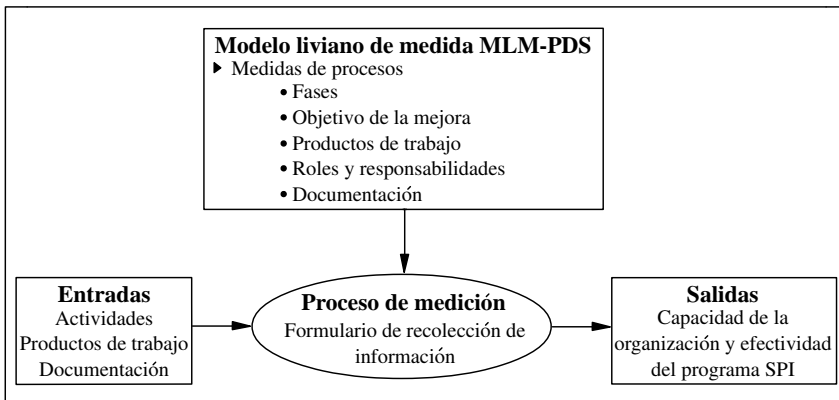 Modelo liviano de medida MLM-PDS
Medidas de procesos
• Fases
• Objetivo de la mejora
• Productos de trabajo
• Roles y responsabilidades
• Documentación
Entradas
Actividades
Productos de trabajo
Documentación
Proceso de medición
Formulario de recolección de
información
Salidas
Capacidad de la
organización y efectividad
del programa SPI